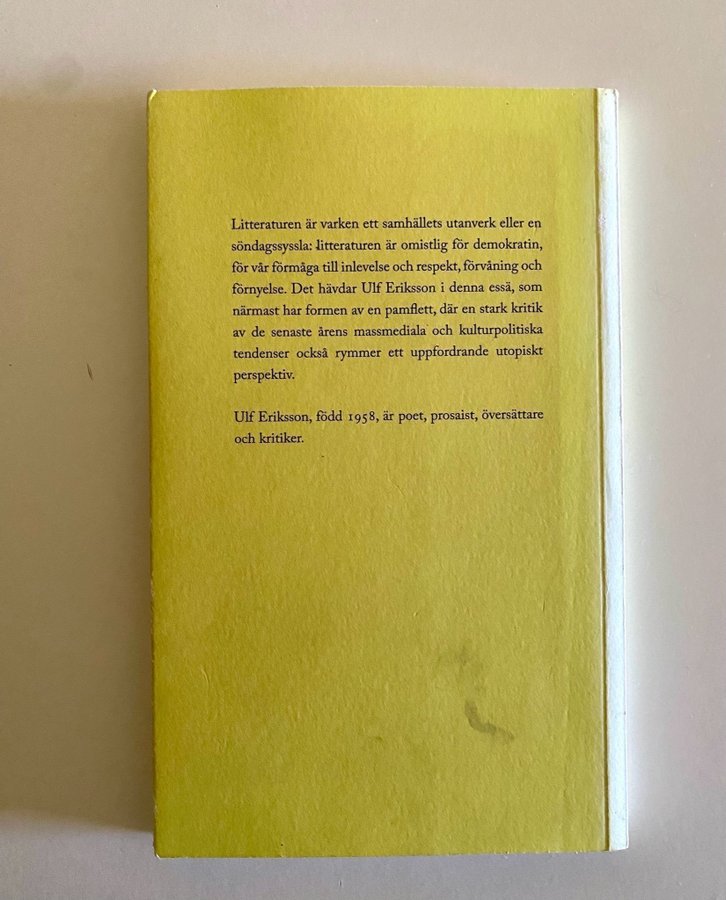 Litteraturen är varken ett samhällets utanverk eller en
söndagssyssla: litteraturen är omistlig för demokratin,
för vår förmåga till inlevelse och respekt, förvåning och
förnyelse. Det hävdar Ulf Eriksson i denna essä, som
närmast har formen av en pamflett, där en stark kritik
av de senaste årens massmediala och kulturpolitiska
tendenser också rymmer ett uppfordrande utopiskt
perspektiv.
Ulf Eriksson, född 1958, är poet, prosaist, översättare
och kritiker.